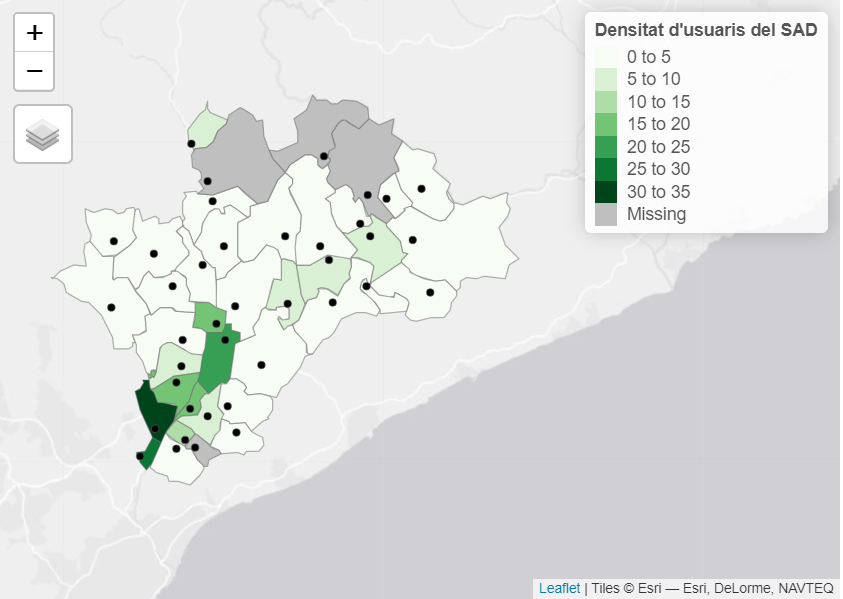 +
−
Densitat d'usuaris del SAD
0 to 5
5 to 10
10 to 15
15 to 20
20 to 25
25 to 30
30 to 35
Missing
Leaflet | Tiles © Esri — Esri, DeLorme, NAVTEQ